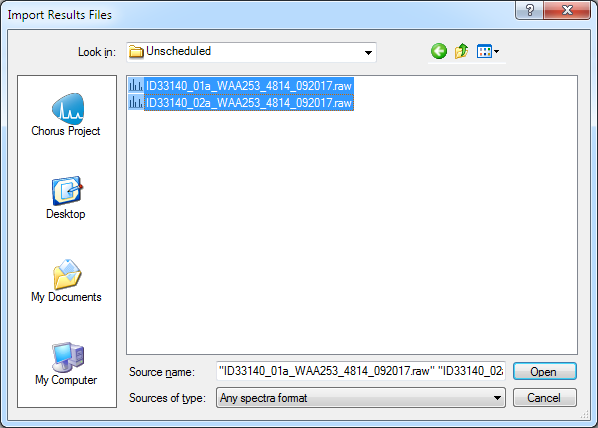 Import Results Files
?
Look in:
Unscheduled
ID33140_01a_WAA253_4814_092017.raw
ID33140_02a_WAA253_4814_092017.raw
Chorus Project
Desktop
My Documents
My Computer
Source name:
"ID33140_01a_WAA253_4814_092017.raw" "ID33140_02a
Open
Sources of type:
Any spectra format
Cancel